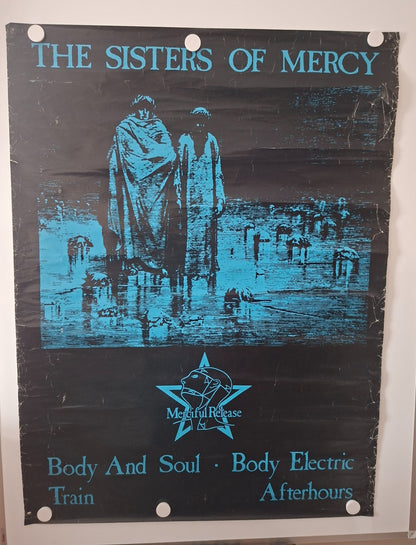 THE SISTERS OF MERCY
Merciful Release
Body And Soul · Body Electric
Train Afterhours